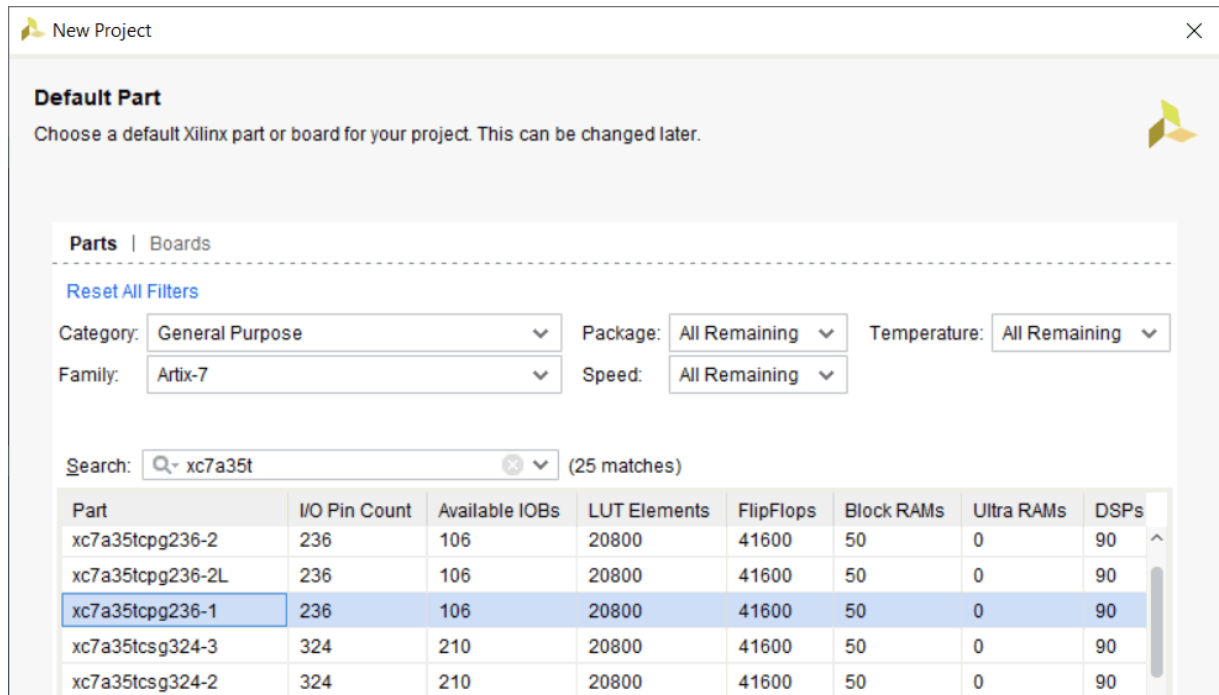 New Project
Default Part
Choose a default Xilinx part or board for your project. This can be changed later.
Parts | Boards
Reset All Filters
Category: General Purpose Package: All Remaining Temperature: All Remaining
Family: Artix-7 Speed: All Remaining
Search: xc7a35t (25 matches)
Part I/O Pin Count Available IOBs LUT Elements FlipFlops Block RAMs Ultra RAMs DSPs
xc7a35tcpg236-2 236 106 20800 41600 50 0 90
xc7a35tcpg236-2L 236 106 20800 41600 50 0 90
xc7a35tcpg236-1 236 106 20800 41600 50 0 90
xc7a35tcsg324-3 324 210 20800 41600 50 0 90
xc7a35tcsg324-2 324 210 20800 41600 50 0 90